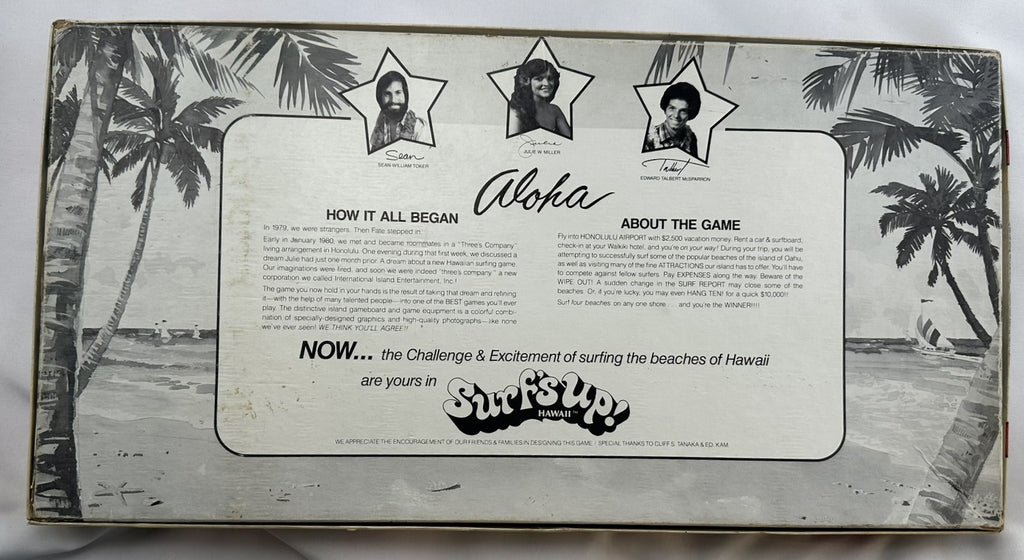 Sean
SEAN WILLIAM TOKER
Julie
JULIE W. MILLER
Talbert
EDWARD TALBERT McSPARRON
Aloha
HOW IT ALL BEGAN
In 1979, we were strangers. Then Fate stepped in.
Early in January 1980, we met and became roommates in a "Three's Company"
living arrangement in Honolulu. One evening during that first week, we discussed a
dream Julie had just one month prior. A dream about a new Hawaiian surfing game.
Our imaginations were fired, and soon we were indeed "three's company" a new
corporation we called International Island Entertainment, Inc.!
The game you now hold in your hands is the result of taking that dream and refining
it—with the help of many talented people—into one of the BEST games you'll ever
play. The distinctive island gameboard and game equipment is a colorful combi-
nation of specially-designed graphics and high-quality photographs—like none
we've ever seen! WE THINK YOU'LL AGREE!!
ABOUT THE GAME
Fly into HONOLULU AIRPORT with $2,500 vacation money. Rent a car & surfboard,
check-in at your Waikiki hotel, and you're on your way! During your trip, you will be
attempting to successfully surf some of the popular beaches of the island of Oahu,
as well as visiting many of the fine ATTRACTIONS our island has to offer. You'll have
to compete against fellow surfers. Pay EXPENSES along the way. Beware of the
WIPE OUT! A sudden change in the SURF REPORT may close some of the
beaches. Or, if you're lucky, you may even HANG TEN! for a quick $10,000!!
Surf four beaches on any one shore . . . and you're the WINNER!!!!
NOW... the Challenge & Excitement of surfing the beaches of Hawaii
are yours in Surf's Up!
HAWAII™
WE APPRECIATE THE ENCOURAGEMENT OF OUR FRIENDS & FAMILIES IN DESIGNING THIS GAME / SPECIAL THANKS TO CLIFF S. TANAKA & ED. KAM